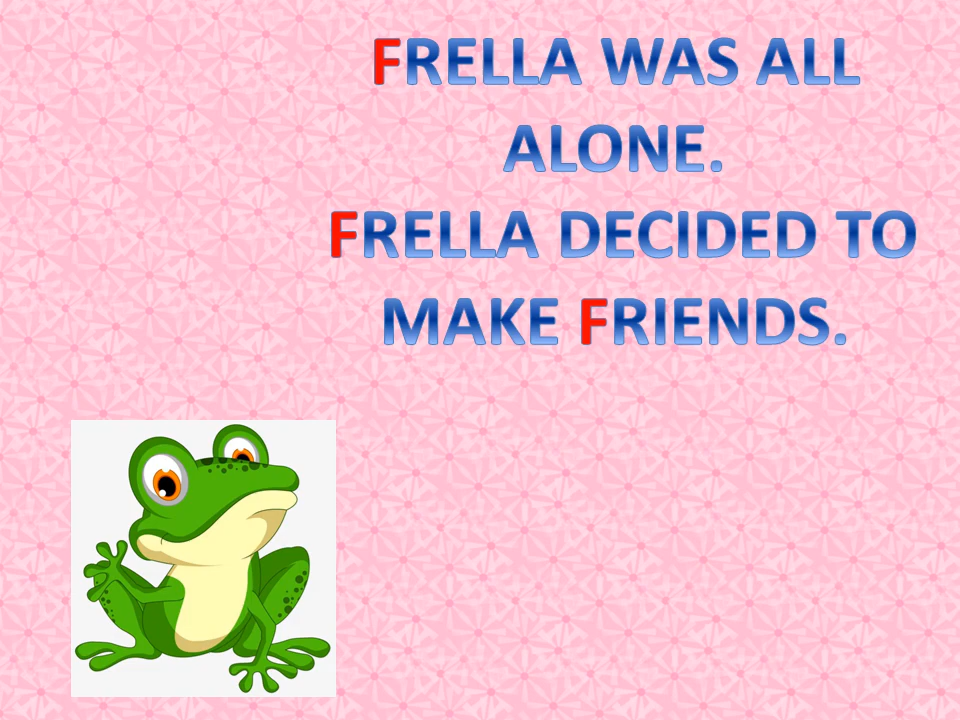 FRELLA WAS ALL
ALONE.
FRELLA DECIDED TO
MAKE FRIENDS.